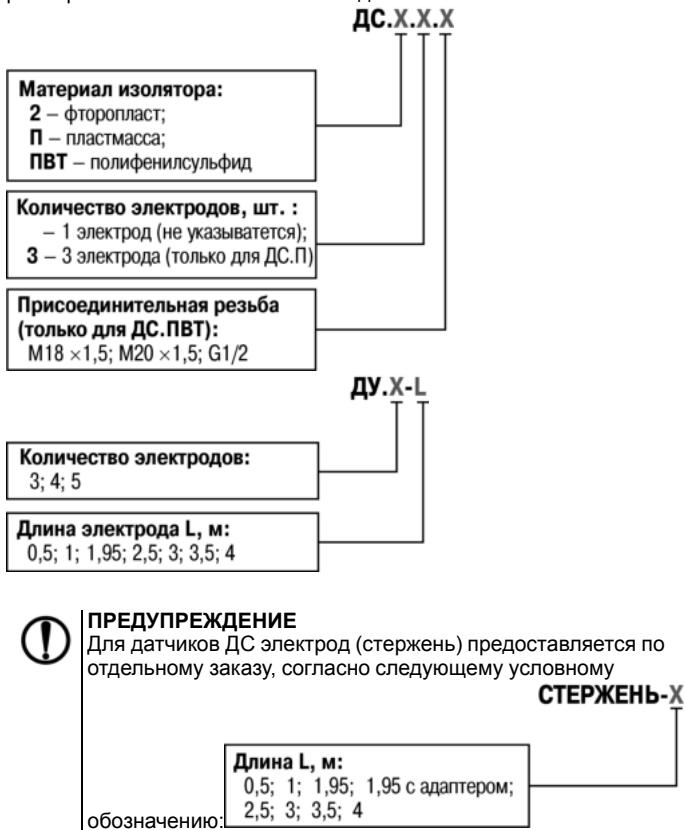 ДС.X.X.X
Материал изолятора:
2 – фторопласт;
П – пластмасса;
ПВТ – полифенилсульфид
Количество электродов, шт. :
– 1 электрод (не указыватется);
3 – 3 электрода (только для ДС.П)
Присоединительная резьба
(только для ДС.ПВТ):
М18 ×1,5; М20 ×1,5; G1/2
ДУ.X-L
Количество электродов:
3; 4; 5
Длина электрода L, м:
0,5; 1; 1,95; 2,5; 3; 3,5; 4
ПРЕДУПРЕЖДЕНИЕ
Для датчиков ДС электрод (стержень) предоставляется по
отдельному заказу, согласно следующему условному
СТЕРЖЕНЬ-X
Длина L, м:
0,5; 1; 1,95; 1,95 с адаптером;
2,5; 3; 3,5; 4
обозначению: